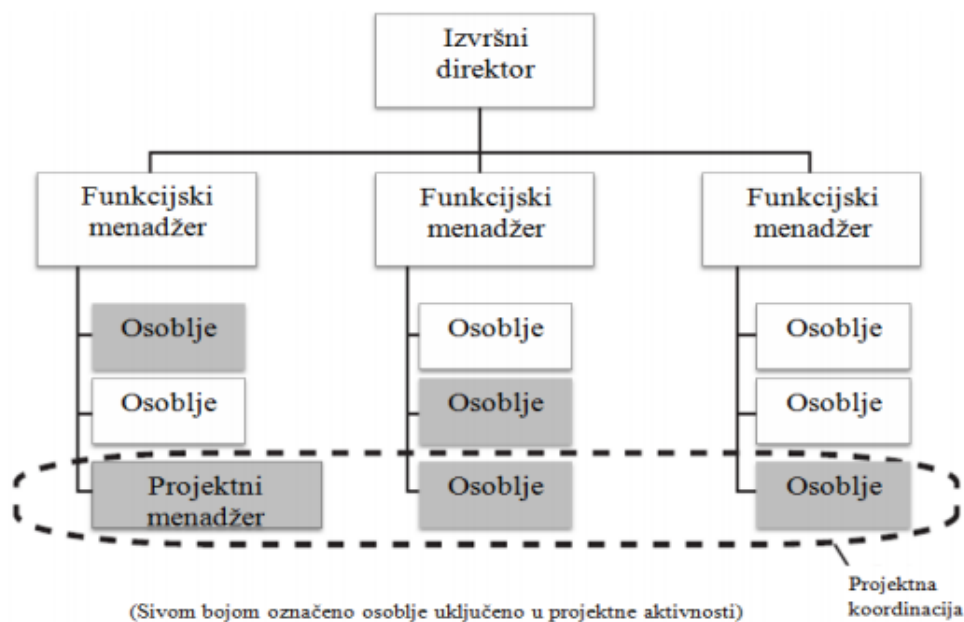 Izvršni
direktor
Funkcijski
menadžer
Funkcijski
menadžer
Funkcijski
menadžer
Osoblje
Osoblje
Osoblje
Osoblje
Osoblje
Osoblje
Projektni
menadžer
Osoblje
Osoblje
Projektna
koordinacija
(Sivom bojom označeno osoblje uključeno u projektne aktivnosti)